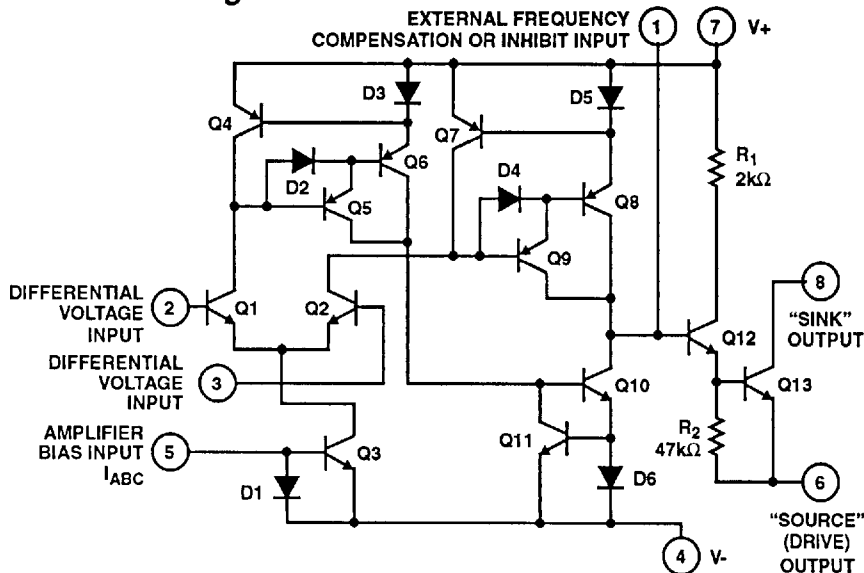 EXTERNAL FREQUENCY
COMPENSATION OR INHIBIT INPUT
1
7
V+
D3
D5
Q4
Q7
Q6
D2
D4
R1
2kΩ
Q5
Q8
Q9
DIFFERENTIAL
VOLTAGE
INPUT
2
Q1
Q2
8
"SINK"
OUTPUT
Q12
DIFFERENTIAL
VOLTAGE
INPUT
3
Q10
Q13
AMPLIFIER
BIAS INPUT
IABC
5
Q3
Q11
R2
47kΩ
D1
D6
6
"SOURCE"
(DRIVE)
OUTPUT
4
V-